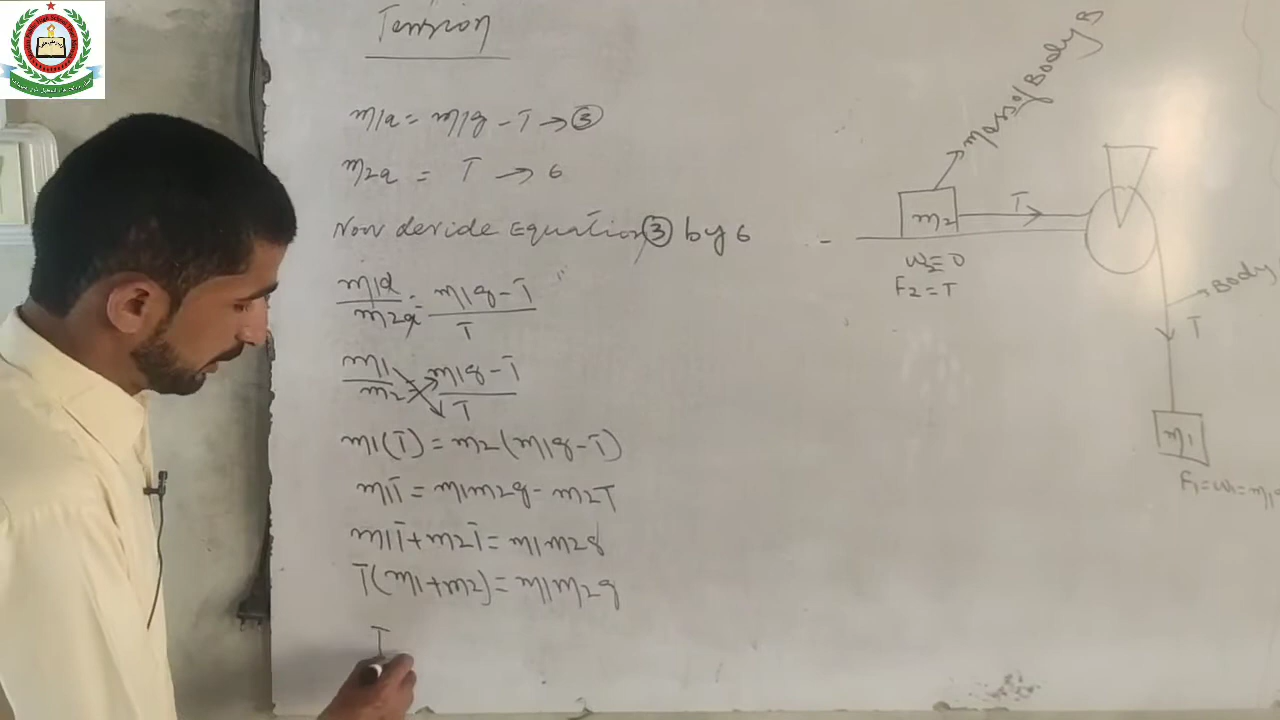 Tension
m1a = m1g - T → 3
m2a = T → 6
Now devide Equation 3 by 6
m1a / m2a = m1g - T / T
m1 / m2 = m1g - T / T
m1(T) = m2(m1g - T)
m1T = m1m2g - m2T
m1T + m2T = m1m2g
T(m1 + m2) = m1m2g
T
Mass of Body B
m2
T
W2 = 0
F2 = T
Body
T
m1
F1 = W1 = m1